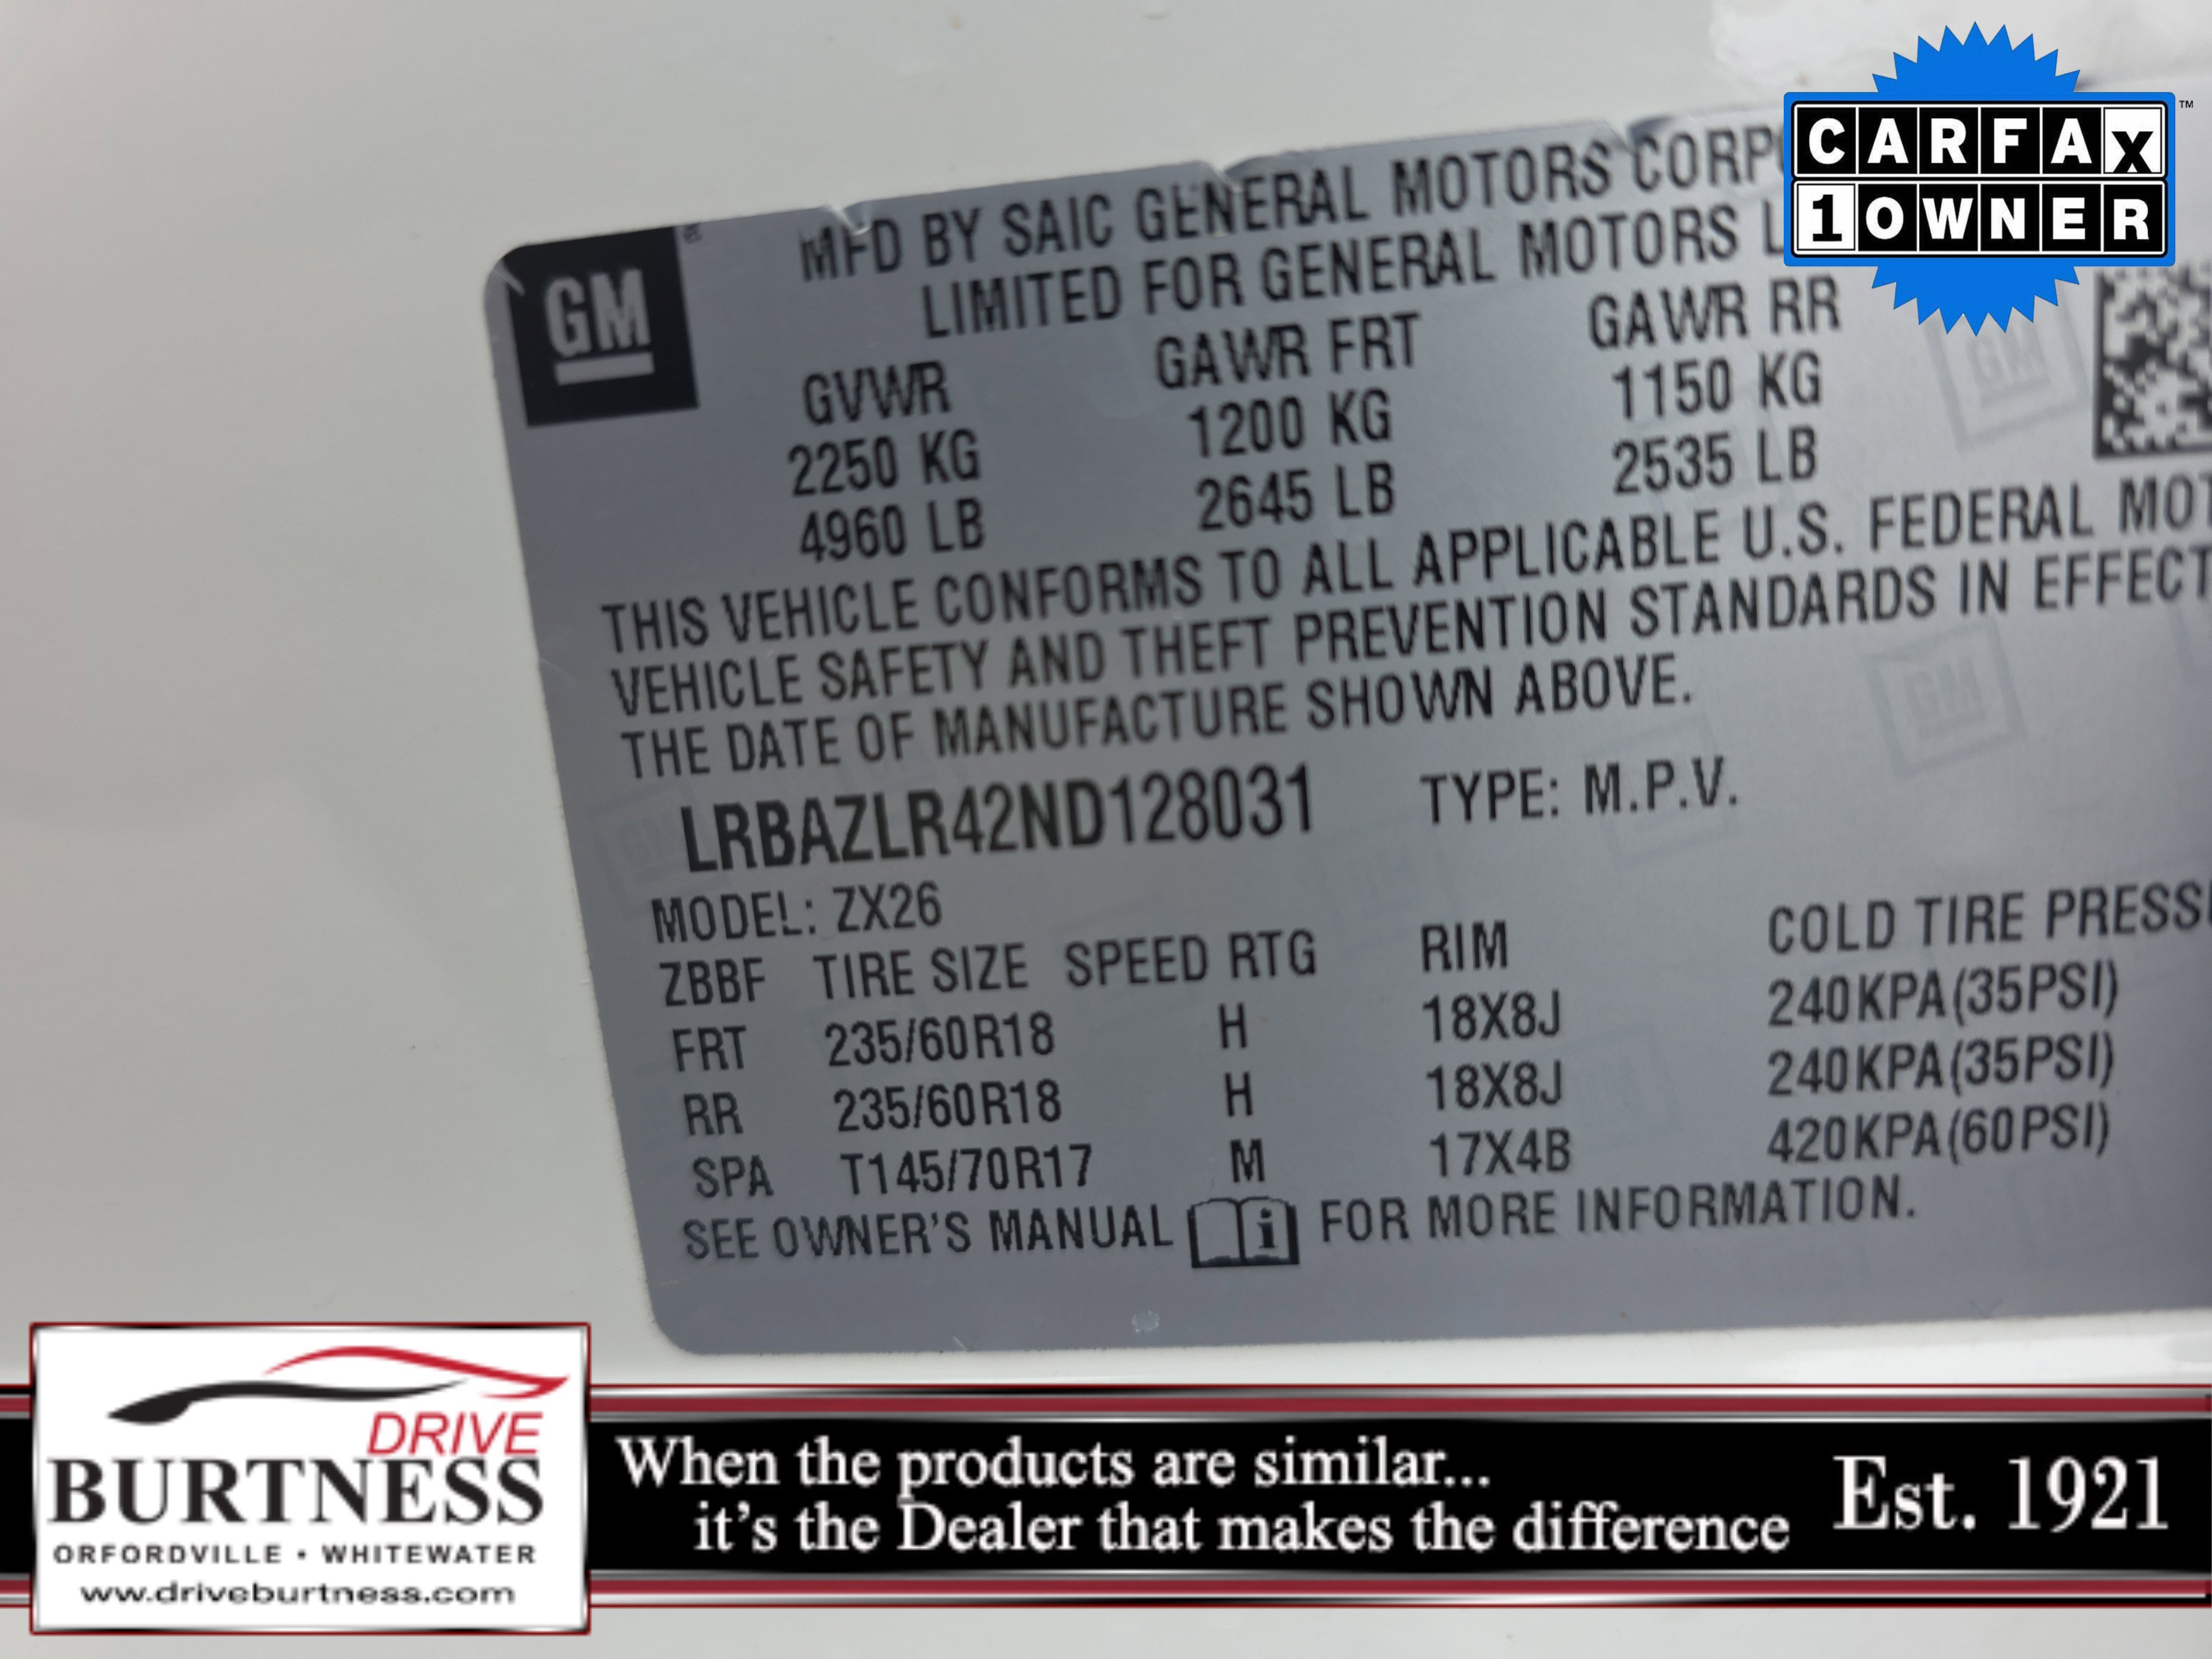 CARFAX
™
1 OWNER
GM
MFD BY SAIC GENERAL MOTORS
LIMITED FOR GENERAL MOTORS
GVWR GAWR FRT GAWR RR
2250 KG 1200 KG 1150 KG
4960 LB 2645 LB 2535 LB
THIS VEHICLE CONFORMS TO ALL APPLICABLE U.S. FEDERAL
VEHICLE SAFETY AND THEFT PREVENTION STANDARDS IN EFFECT
THE DATE OF MANUFACTURE SHOWN ABOVE.
LRBAZLR42ND128031 TYPE: M.P.V.
MODEL: ZX26
ZBBF TIRE SIZE SPEED RTG RIM COLD TIRE
FRT 235/60R18 H 18X8J 240KPA(35PSI)
RR 235/60R18 H 18X8J 240KPA(35PSI)
SPA T145/70R17 M 17X4B 420KPA(60PSI)
SEE OWNER'S MANUAL i FOR MORE INFORMATION.
DRIVE
BURTNESS
ORFORDVILLE • WHITEWATER
www.driveburtness.com
When the products are similar...
it's the Dealer that makes the difference
Est. 1921